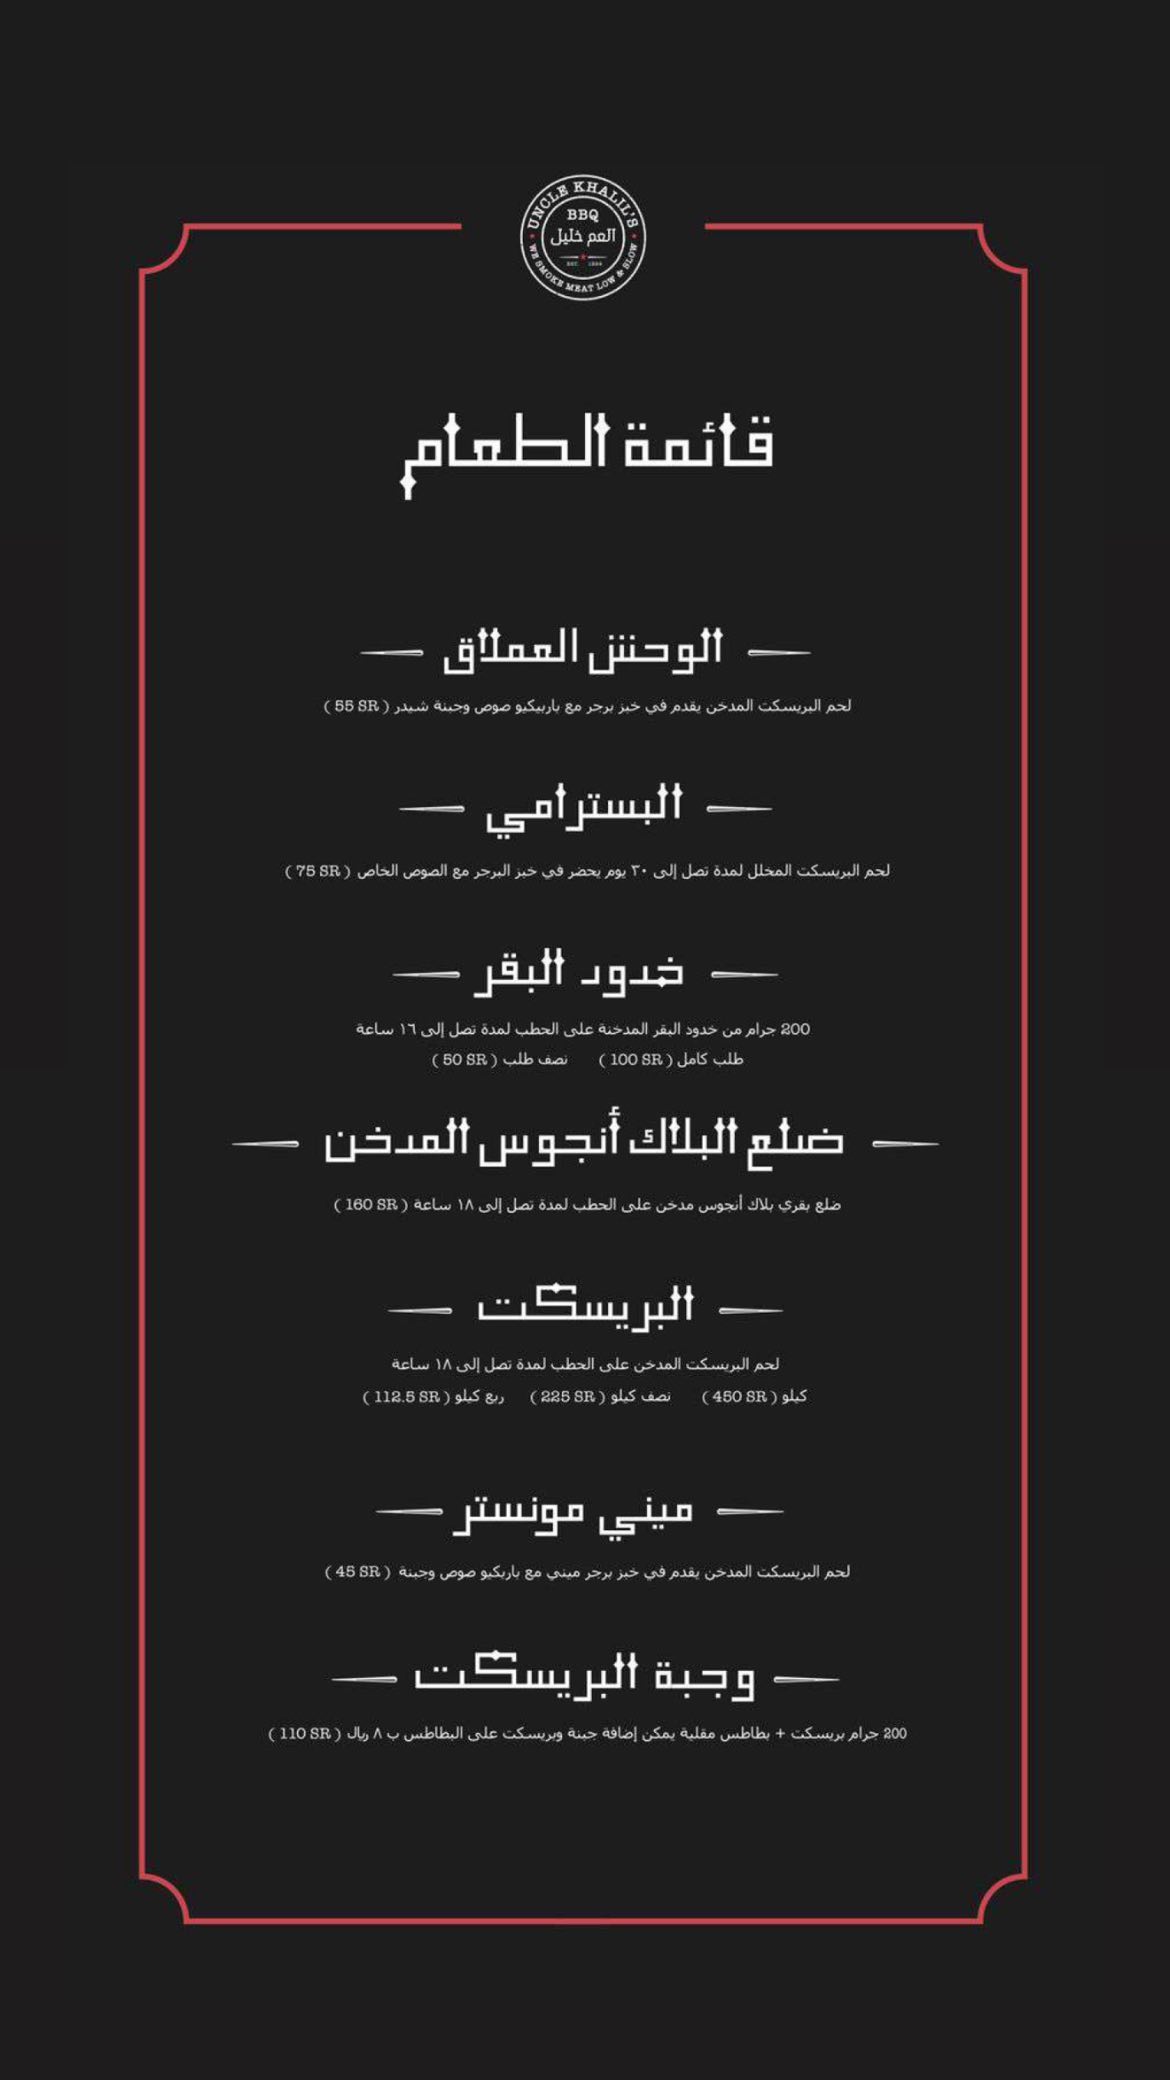 UNCLE KHALIL'S
BBQ
العم خليل
WE SMOKE MEAT LOW & SLOW
قائمة الطعام
الوحش العملاق
لحم البريسكت المدخن يقدم في خبز برجر مع باربيكيو صوص وجبنة شيدر ( 55 SR )
البسترامي
لحم البريسكت المخلل لمدة تصل إلى ٣٠ يوم يحضر في خبز البرجر مع الصوص الخاص ( 75 SR )
خدود البقر
200 جرام من خدود البقر المدخنة على الحطب لمدة تصل إلى ١٦ ساعة
طلب كامل ( 100 SR ) نصف طلب ( 50 SR )
ضلع البلاك أنجوس المدخن
ضلع بقري بلاك أنجوس مدخن على الحطب لمدة تصل إلى ١٨ ساعة ( 160 SR )
البريسكت
لحم البريسكت المدخن على الحطب لمدة تصل إلى ١٨ ساعة
كيلو ( 450 SR ) نصف كيلو ( 225 SR ) ربع كيلو ( 112.5 SR )
ميني مونستر
لحم البريسكت المدخن يقدم في خبز برجر ميني مع باربكيو صوص وجبنة ( 45 SR )
وجبة البريسكت
200 جرام بريسكت + بطاطس مقلية يمكن إضافة جبنة وبريسكت على البطاطس ب ٨ ريال ( 110 SR )